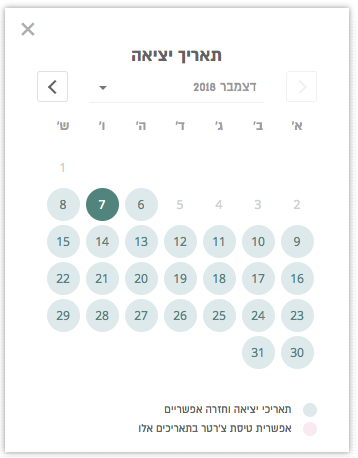 תאריך יציאה
דצמבר 2018
א' ב' ג' ד' ה' ו' ש'
1
2 3 4 5 6 7 8
9 10 11 12 13 14 15
16 17 18 19 20 21 22
23 24 25 26 27 28 29
30 31
תאריכי יציאה וחזרה אפשריים
אפשרית טיסת צ'רטר בתאריכים אלו